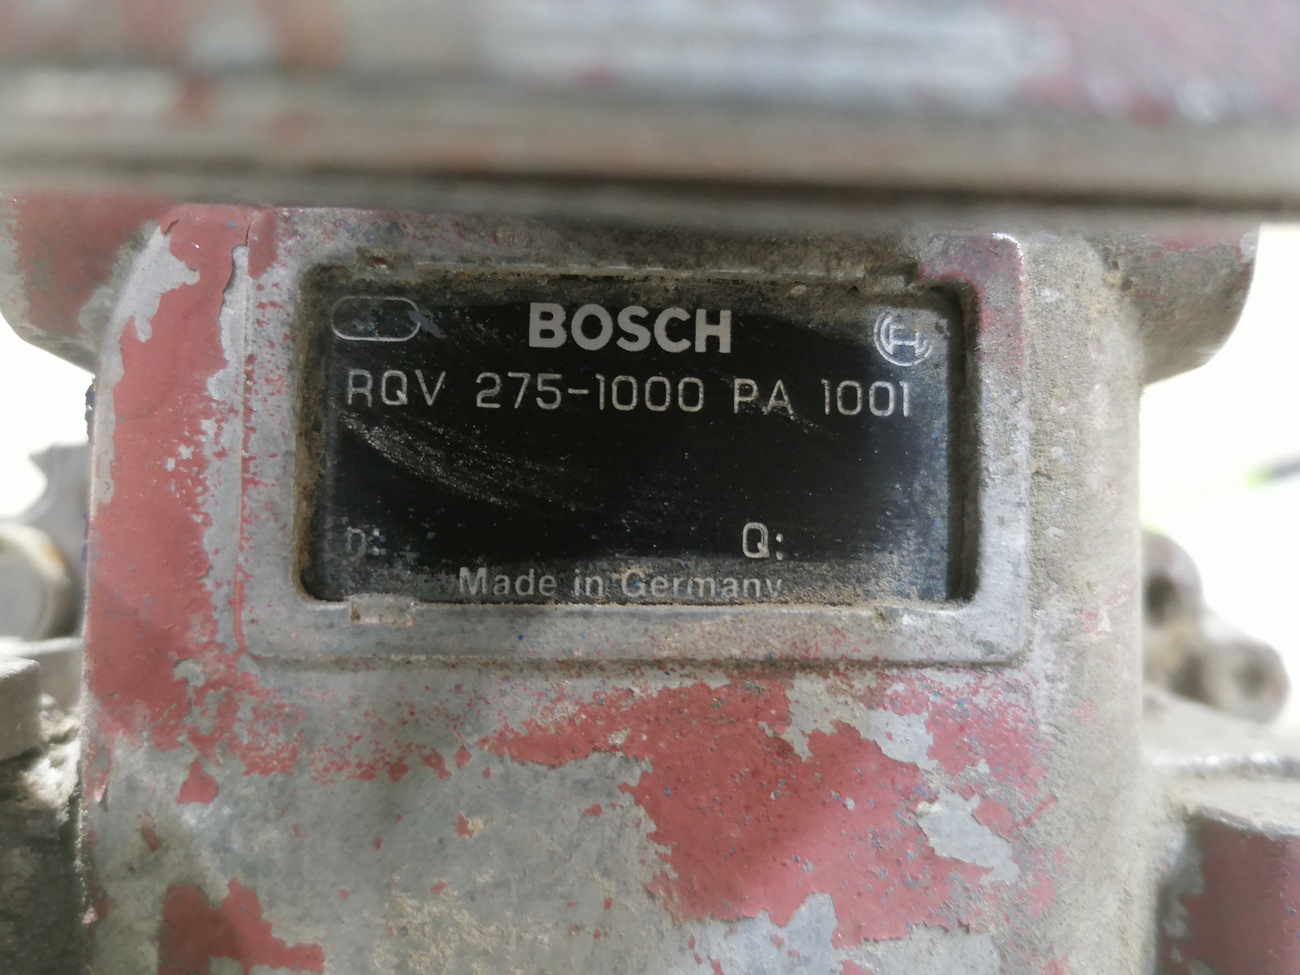 BOSCH
RQV 275-1000 PA 1001
n: Q:
Made in Germany